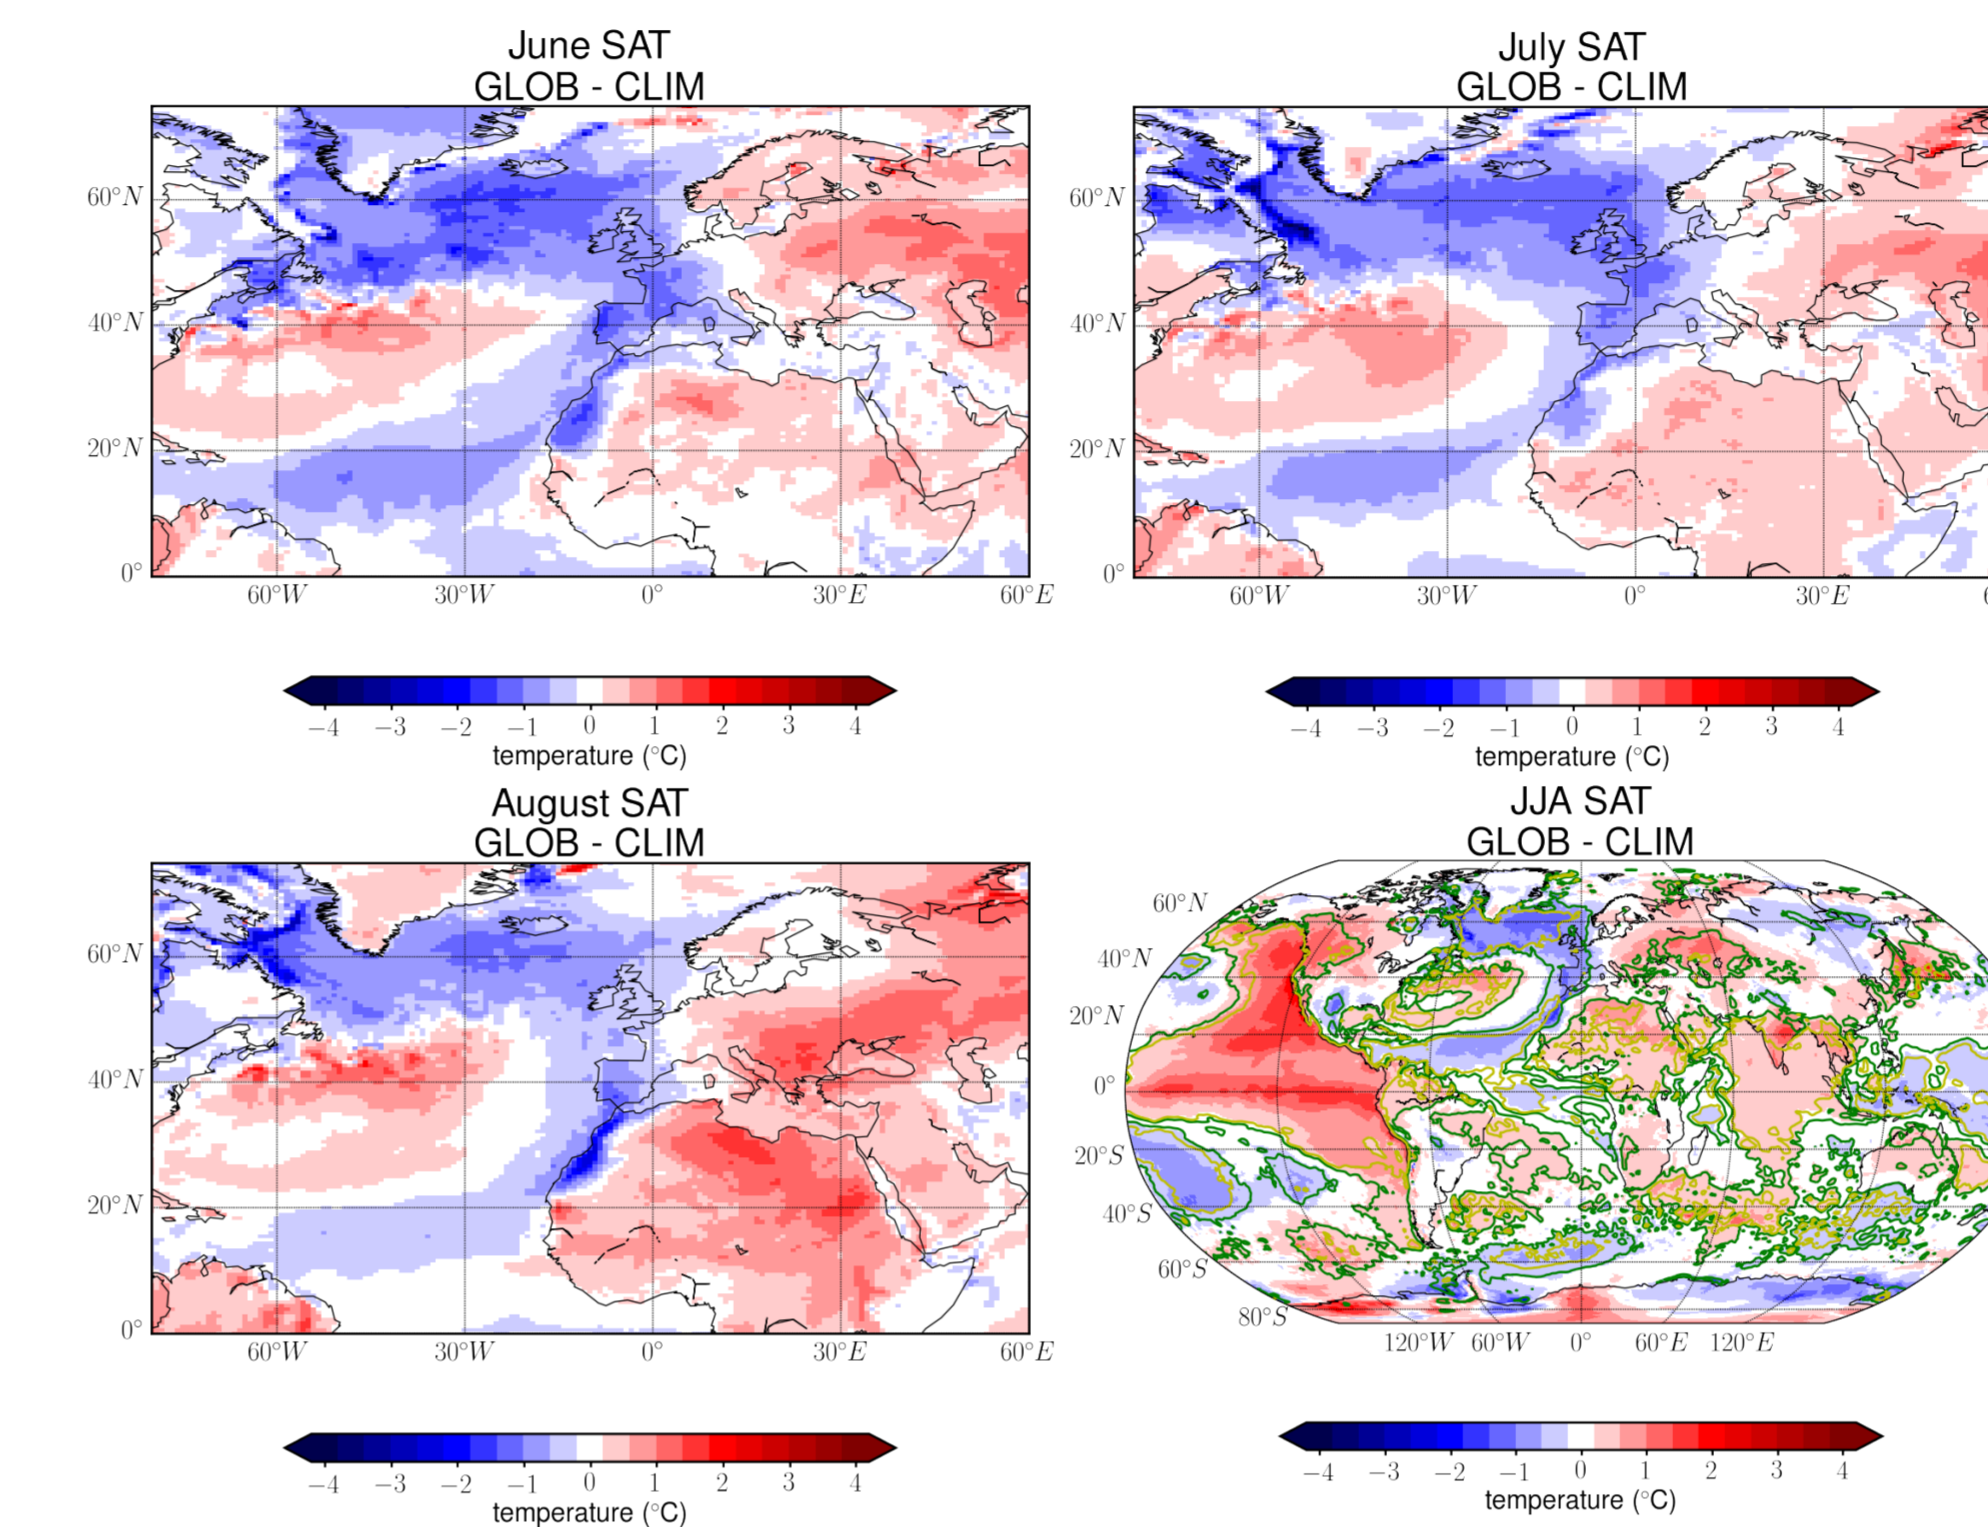 June SAT
GLOB - CLIM
60°N
40°N
20°N
0°
60°W 30°W 0° 30°E 60°E
−4 −3 −2 −1 0 1 2 3 4
temperature (°C)
July SAT
GLOB - CLIM
60°N
40°N
20°N
0°
60°W 30°W 0° 30°E 6
−4 −3 −2 −1 0 1 2 3 4
temperature (°C)
August SAT
GLOB - CLIM
60°N
40°N
20°N
0°
60°W 30°W 0° 30°E 60°E
−4 −3 −2 −1 0 1 2 3 4
temperature (°C)
JJA SAT
GLOB - CLIM
60°N
40°N
20°N
0°
20°S
40°S
60°S
80°S
120°W 60°W 0° 60°E 120°E
−4 −3 −2 −1 0 1 2 3 4
temperature (°C)